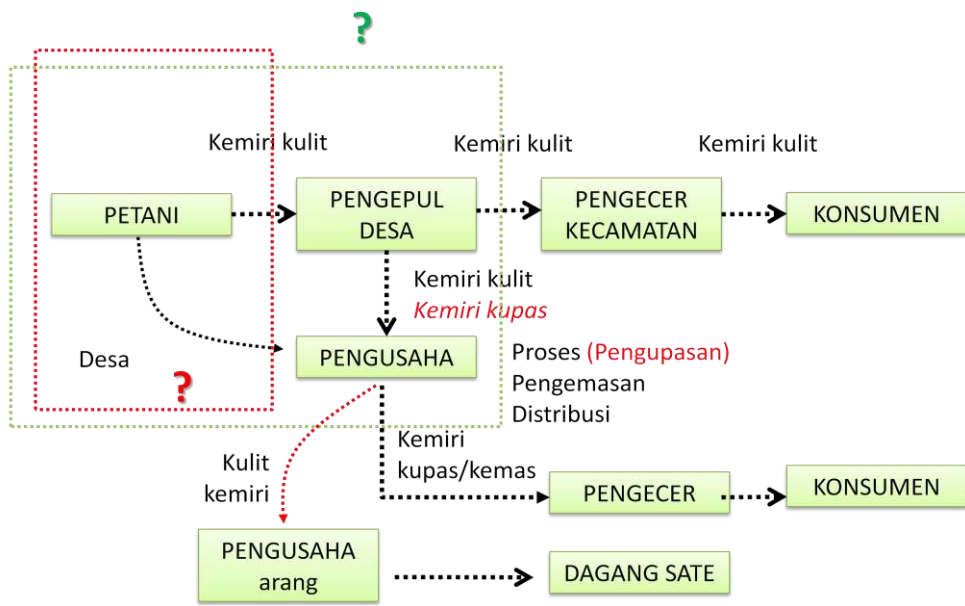 ?
Kemiri kulit
Kemiri kulit
Kemiri kulit
PETANI
PENGEPUL
DESA
PENGECER
KECAMATAN
KONSUMEN
Kemiri kulit
Kemiri kupas
Desa
?
PENGUSAHA
Proses (Pengupasan)
Pengemasan
Distribusi
Kulit
kemiri
Kemiri
kupas/kemas
PENGECER
KONSUMEN
PENGUSAHA
arang
DAGANG SATE